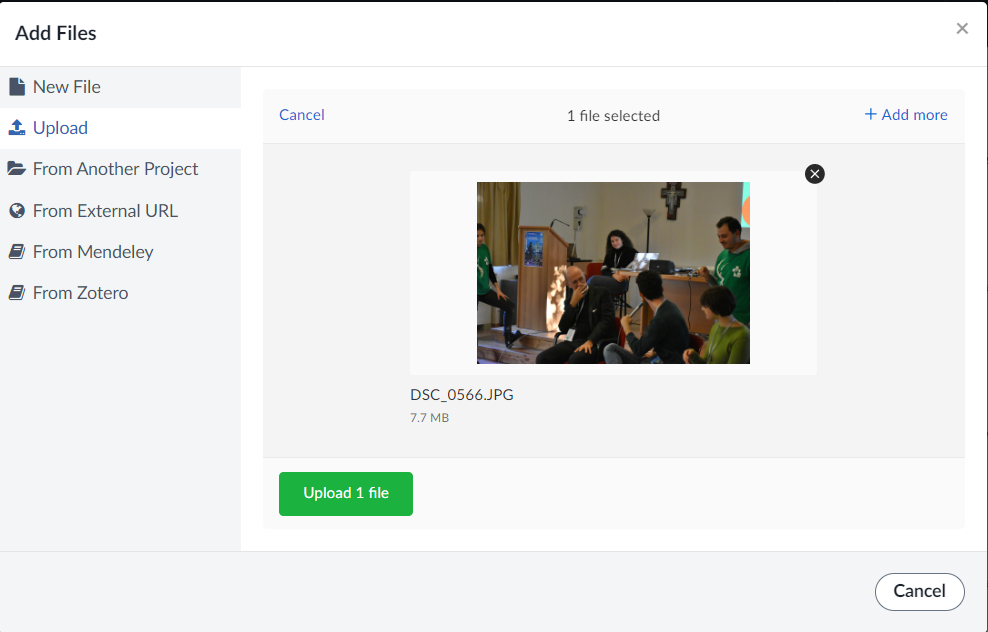 Add Files
New File
Upload
From Another Project
From External URL
From Mendeley
From Zotero
Cancel
1 file selected
+ Add more
DSC_0566.JPG
7.7 MB
Upload 1 file
Cancel